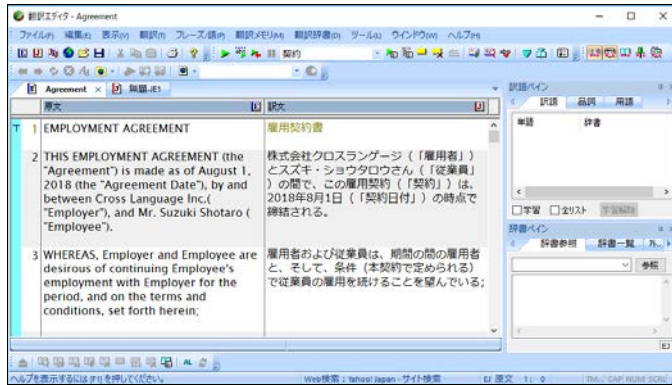 翻訳エディタ - Agreement
ファイル(F) 編集(E) 表示(V) 翻訳(T) フレーズ/語(P) 翻訳メモリ(M) 翻訳辞書(D) ツール(L) ウインドウ(W) ヘルプ(H)
契約
Agreement × 無題.JE1
原文 訳文
1 EMPLOYMENT AGREEMENT
雇用契約書
2 THIS EMPLOYMENT AGREEMENT (the
"Agreement") is made as of August 1,
2018 (the "Agreement Date"), by and
between Cross Language Inc.(
"Employer"), and Mr. Suzuki Shotaro (
"Employee").
株式会社クロスランゲージ（「雇用者」）
とスズキ・ショウタロウさん（「従業員」
）の間で、この雇用契約（「契約」）は、
2018年8月1日（「契約日付」）の時点で
締結される。
3 WHEREAS, Employer and Employee are
desirous of continuing Employee's
employment with Employer for the
period, and on the terms and
conditions, set forth herein;
雇用者および従業員は、期間の間の雇用者
と、そして、条件（本契約で定められる）
で従業員の雇用を続けることを望んでいる;
訳語ペイン
訳語 品詞 用語
単語 辞書
学習 全リスト 学習解除
辞書ペイン
辞書参照 辞書一覧
参照
EJ
ヘルプを表示するには [F1] を押してください。
Web検索 : Yahoo! Japan - サイト検索
EJ 原文 1: 0
CAP NUM SCRL